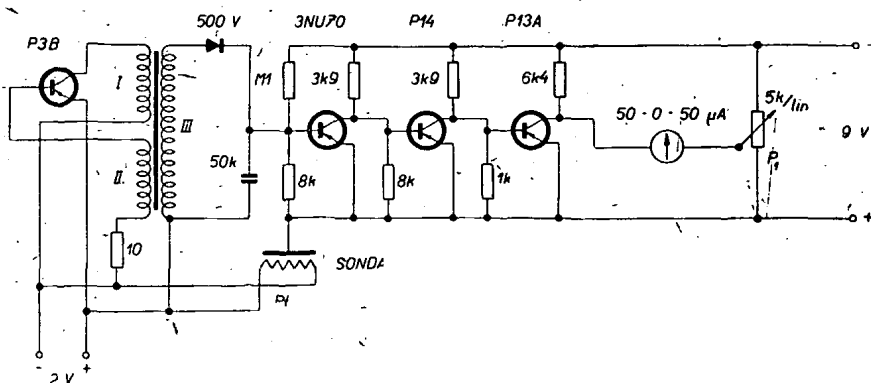 500 V
3NU70
P14
P13A
P3B
I
II
III
M1
3k9
3k9
6k4
50 - 0 - 50 μA
5k/lin
P1
9 V
-
+
50k
8k
8k
1k
10
SONDA
Pt
- +
2 V